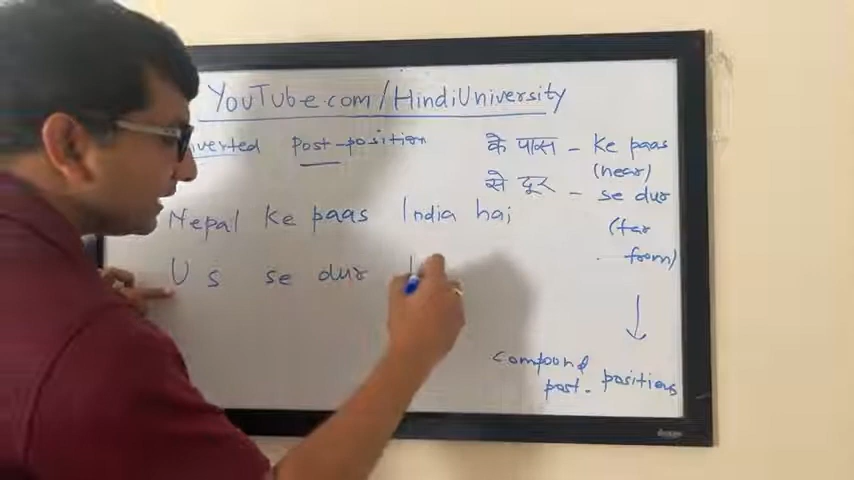 YouTube.com/HindiUniversity
verted Post-position
के पास - Ke paas
(near)
से दूर - se dur
(far
from)
Nepal Ke paas India hai
U s se dur I
compound
post-positions